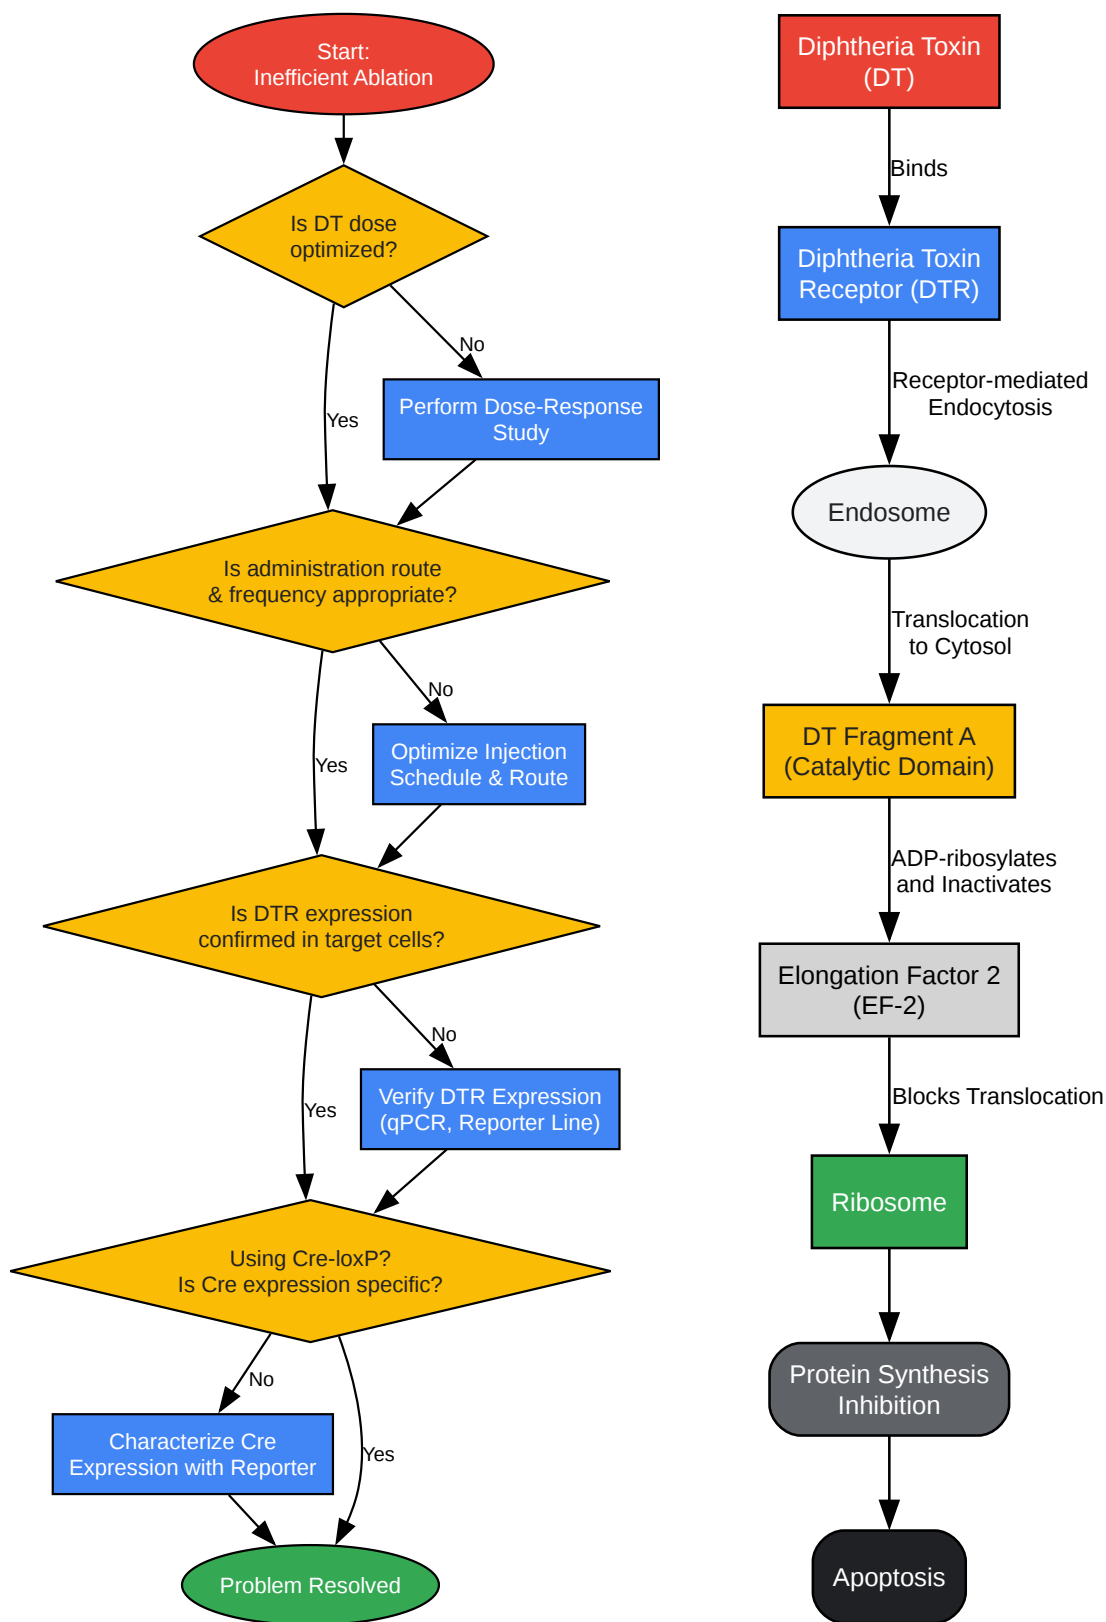 Start:
Inefficient Ablation
Is DT dose
optimized?
No
Perform Dose-Response
Study
Yes
Is administration route
& frequency appropriate?
No
Optimize Injection
Schedule & Route
Yes
Is DTR expression
confirmed in target cells?
No
Verify DTR Expression
(qPCR, Reporter Line)
Yes
Using Cre-loxP?
Is Cre expression specific?
No
Characterize Cre
Expression with Reporter
Yes
Problem Resolved
Diphtheria Toxin
(DT)
Binds
Diphtheria Toxin
Receptor (DTR)
Receptor-mediated
Endocytosis
Endosome
Translocation
to Cytosol
DT Fragment A
(Catalytic Domain)
ADP-ribosylates
and Inactivates
Elongation Factor 2
(EF-2)
Blocks Translocation
Ribosome
Protein Synthesis
Inhibition
Apoptosis